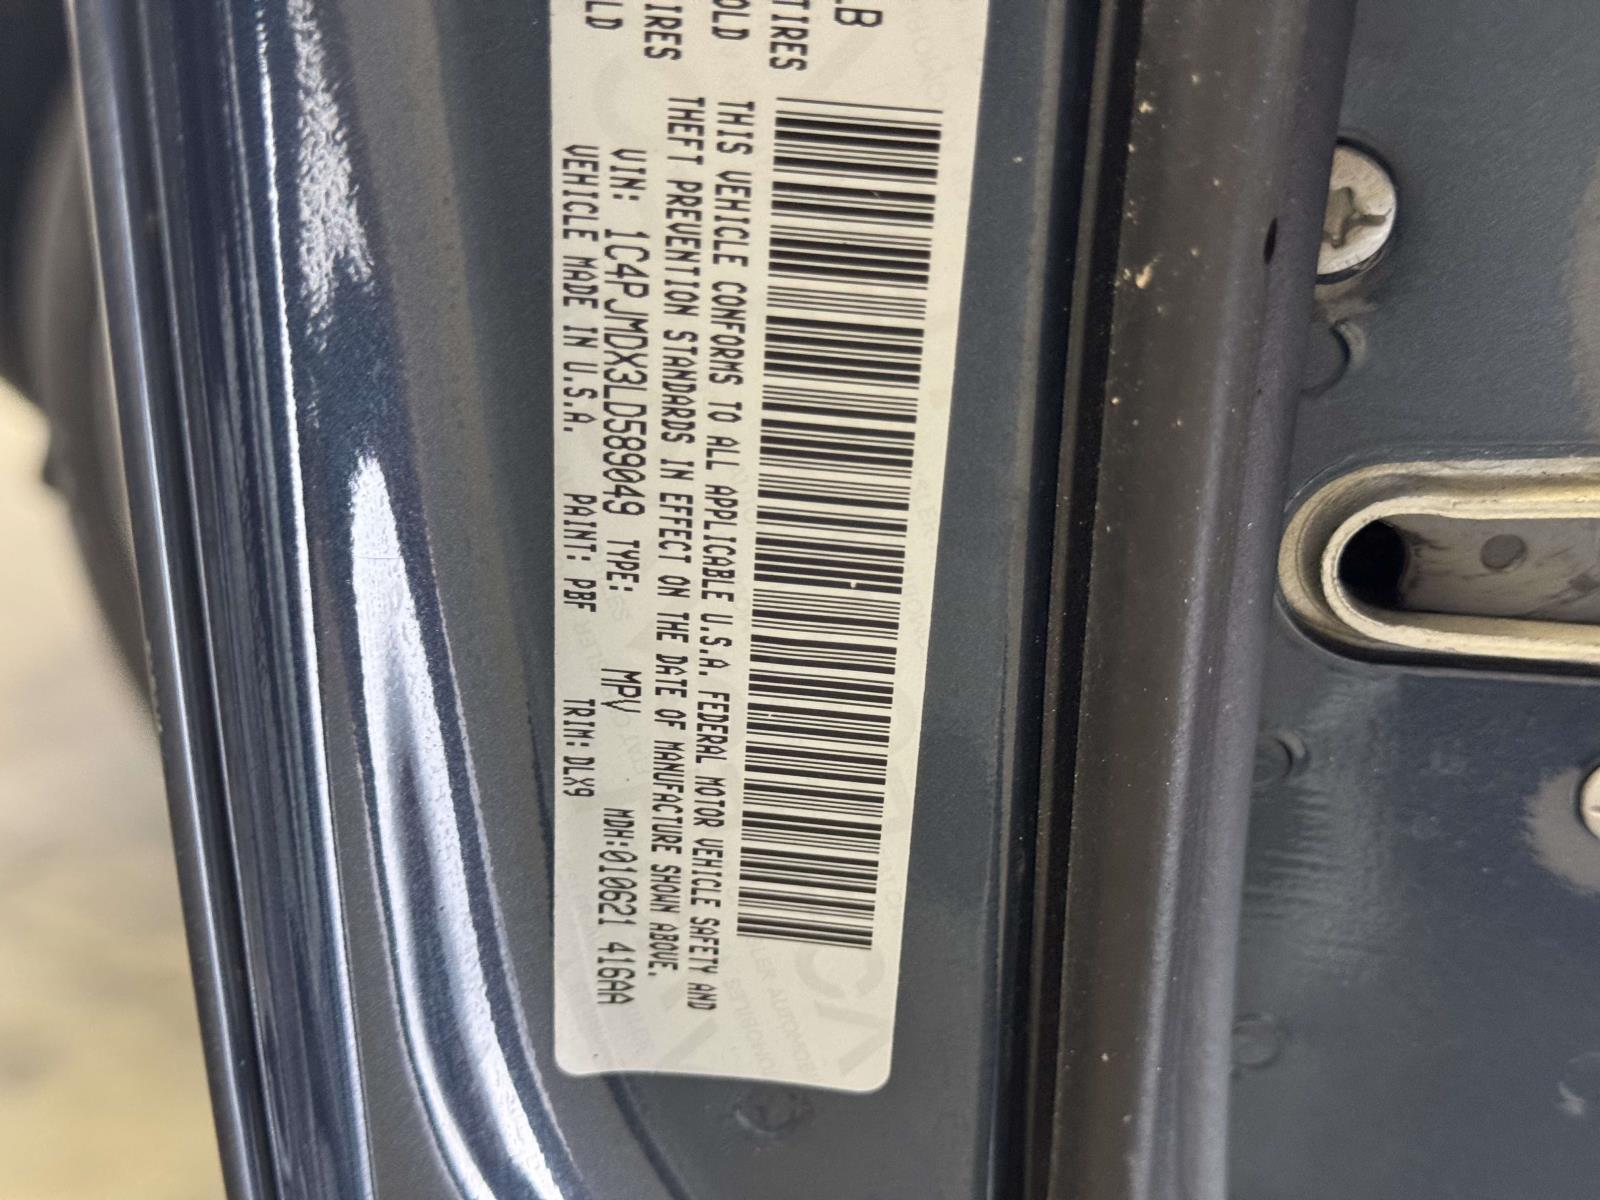 LB
TIRES
OLD
IRES
LD
THIS VEHICLE CONFORMS TO ALL APPLICABLE U.S.A. FEDERAL MOTOR VEHICLE SAFETY AND
THEFT PREVENTION STANDARDS IN EFFECT ON THE DATE OF MANUFACTURE SHOWN ABOVE.
VIN: 1C4PJMDX3LD589049 TYPE: MPV MDH:010621 416AA
VEHICLE MADE IN U.S.A. PAINT: PBF TRIM: DLX9